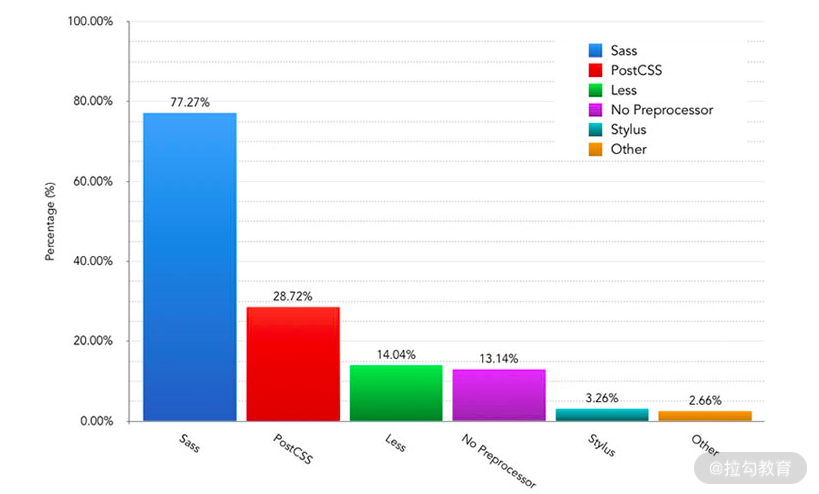 100.00%
80.00%
60.00%
40.00%
20.00%
0.00%
Percentage (%)
77.27%
28.72%
14.04%
13.14%
3.26%
2.66%
Sass
PostCSS
Less
No Preprocessor
Stylus
Other
Sass
PostCSS
Less
No Preprocessor
Stylus
Other
@拉勾教育